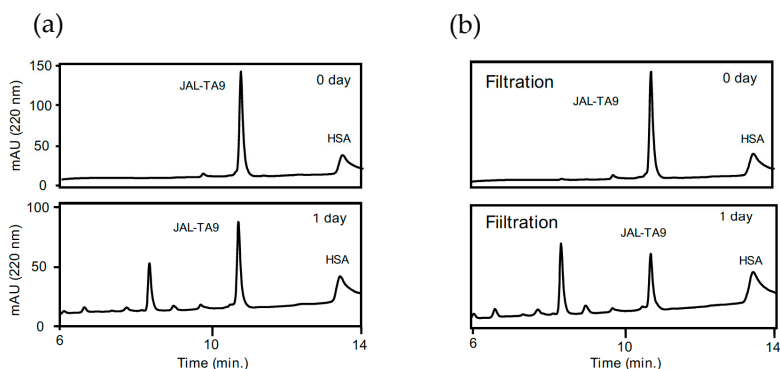 (a)
(b)
150
100
50
0
mAU (220 nm)
JAL-TA9
0 day
HSA
100
50
0
mAU (220 nm)
JAL-TA9
1 day
HSA
6
10
14
Time (min.)
Filtration
0 day
JAL-TA9
HSA
Fiiltration
1 day
JAL-TA9
HSA
6
10
14
Time (min.)